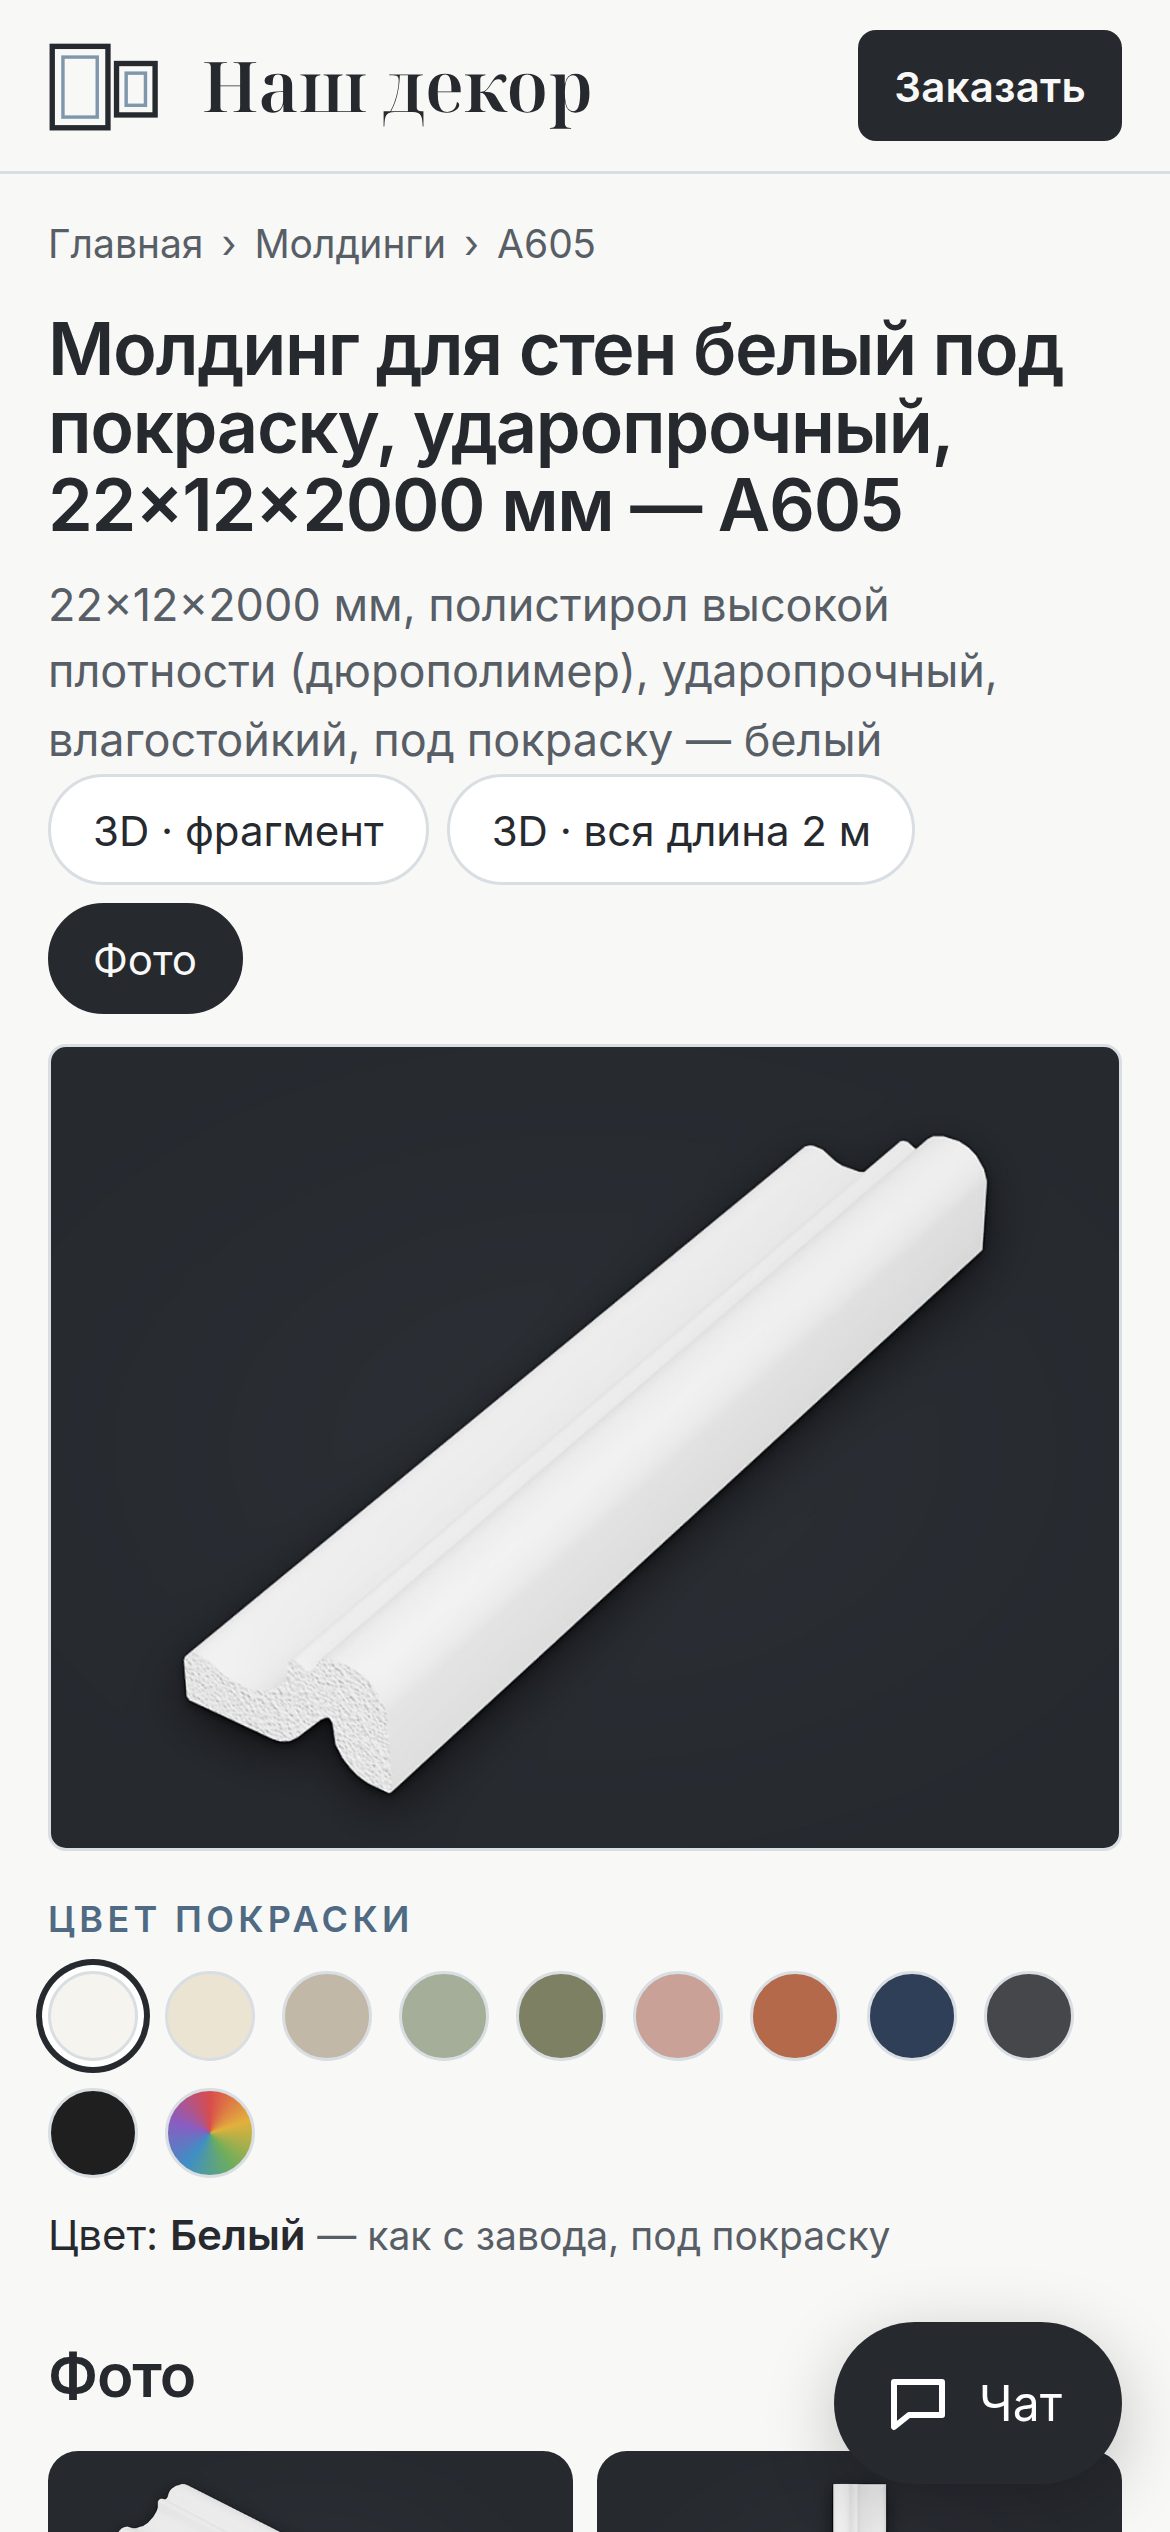 Наш декор
Заказать
Главная › Молдинги › A605
Молдинг для стен белый под
покраску, ударопрочный,
22×12×2000 мм — A605
22×12×2000 мм, полистирол высокой
плотности (дюрополимер), ударопрочный,
влагостойкий, под покраску — белый
3D · фрагмент
3D · вся длина 2 м
Фото
ЦВЕТ ПОКРАСКИ
Цвет: Белый — как с завода, под покраску
Фото
Чат